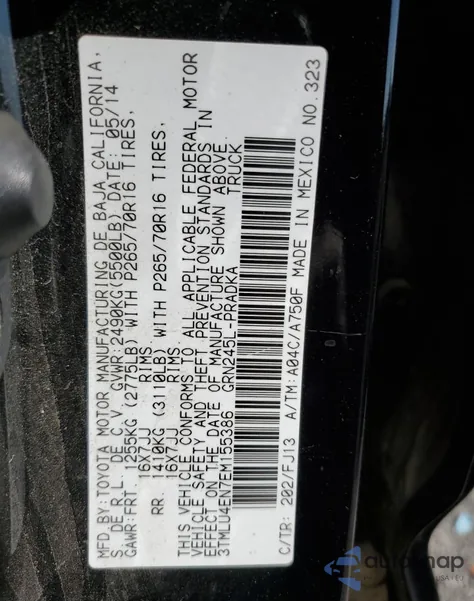 MFD.BY:TOYOTA MOTOR MANUFACTURING DE BAJA CALIFORNIA,
S. DE R.L. DE C.V. GVWR:2490KG(5500LB)DATE: 05/14
GAWR:FRT. 1255KG (2775LB) WITH P265/70R16 TIRES,
16X7JJ RIMS
RR. 1410KG (3110LB) WITH P265/70R16 TIRES,
16X7JJ RIMS
THIS VEHICLE CONFORMS TO ALL APPLICABLE FEDERAL MOTOR
VEHICLE SAFETY AND THEFT PREVENTION STANDARDS IN
EFFECT ON THE DATE OF MANUFACTURE SHOWN ABOVE.
3TMLU4EN7EM155386 GRN245L-PRADKA TRUCK
C/TR: 202/FJ13 A/TM:A04C/A750F MADE IN MEXICO NO.323
automap